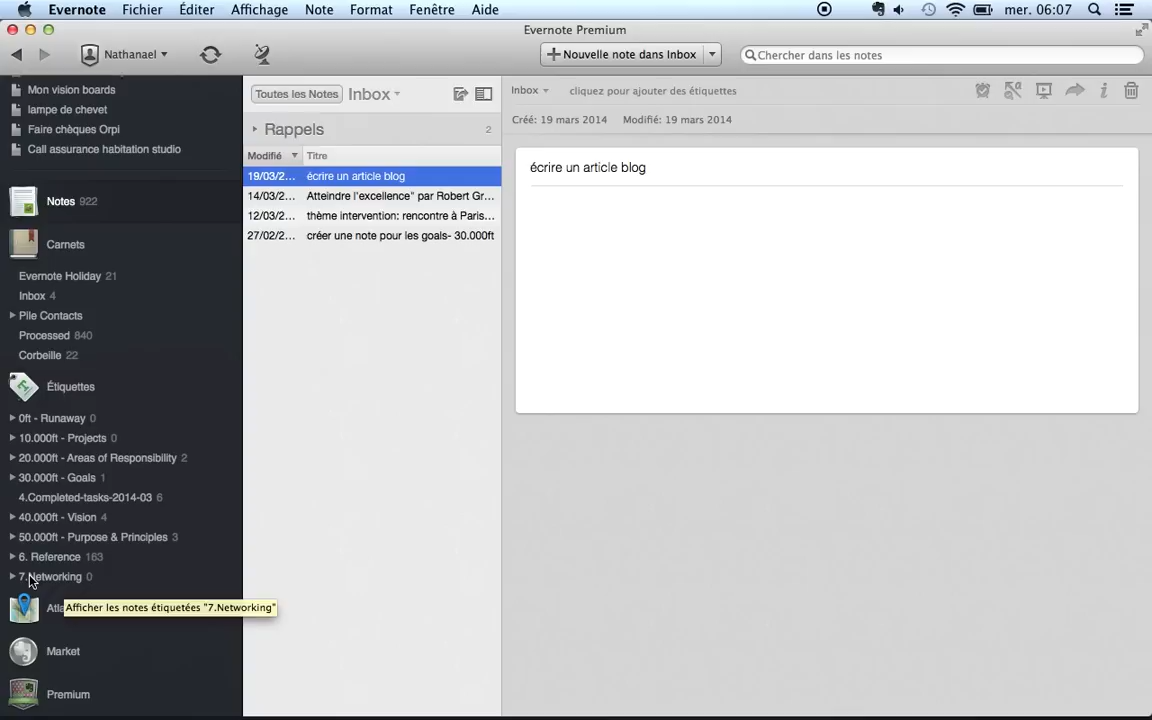 Evernote Fichier Éditer Affichage Note Format Fenêtre Aide mer. 06:07
Evernote Premium
Nathanael
Nouvelle note dans Inbox
Chercher dans les notes
Mon vision boards
lampe de chevet
Faire chèques Orpi
Call assurance habitation studio
Notes 922
Carnets
Evernote Holiday 21
Inbox 4
Pile Contacts
Processed 840
Corbeille 22
Étiquettes
0ft - Runaway 0
10.000ft - Projects 0
20.000ft - Areas of Responsibility 2
30.000ft - Goals 1
4.Completed-tasks-2014-03 6
40.000ft - Vision 4
50.000ft - Purpose & Principles 3
6. Reference 163
7.Networking 0
Afficher les notes étiquetées "7.Networking"
Market
Premium
Toutes les Notes Inbox
Rappels 2
Modifié Titre
19/03/2... écrire un article blog
14/03/2... Atteindre l'excellence" par Robert Gr...
12/03/2... thème intervention: rencontre à Paris...
27/02/2... créer une note pour les goals- 30.000ft
Inbox cliquez pour ajouter des étiquettes
Créé: 19 mars 2014 Modifié: 19 mars 2014
écrire un article blog